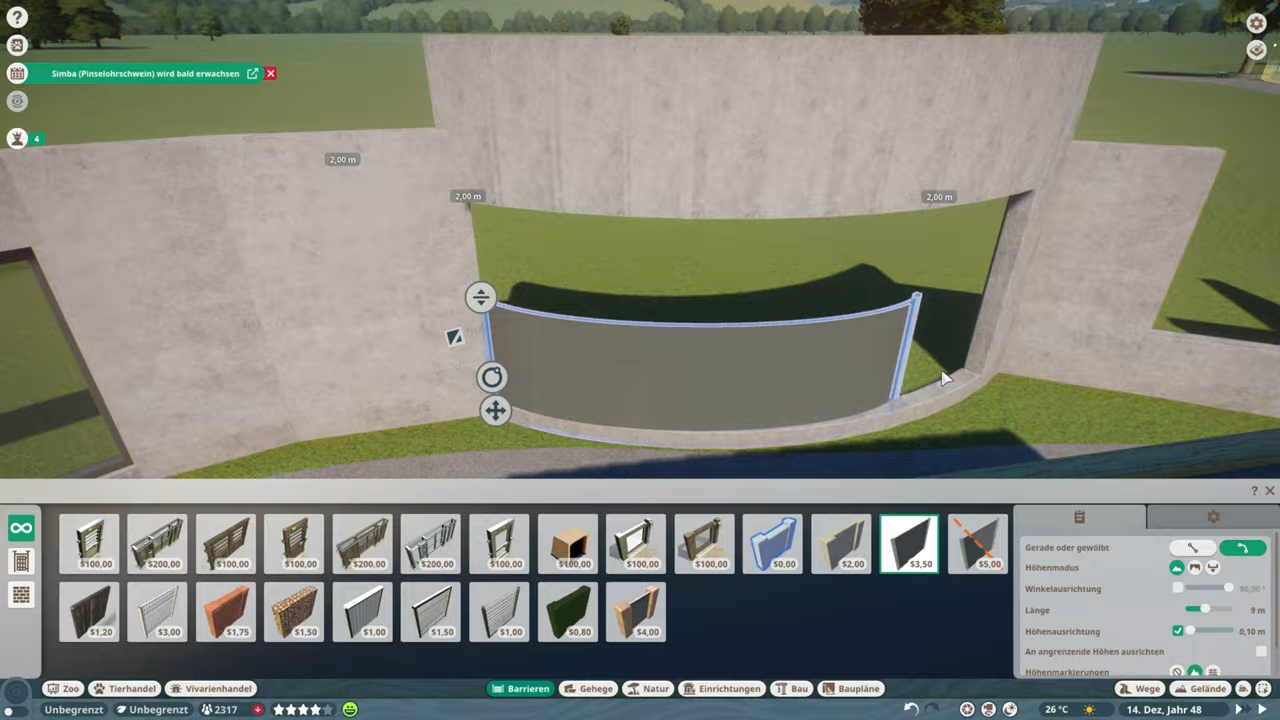 ?
Simba (Pinselohrschwein) wird bald erwachsen
4
2,00 m
2,00 m
2,00 m
?
$100,00
$200,00
$100,00
$100,00
$200,00
$200,00
$100,00
$100,00
$100,00
$100,00
$0,00
$2,00
$3,50
$5,00
$1,20
$3,00
$1,75
$1,50
$1,00
$1,50
$1,00
$0,80
$4,00
Gerade oder gewölbt
Höhenmodus
Winkelausrichtung 90,00°
Länge 9 m
Höhenausrichtung 0,10 m
An angrenzende Höhen ausrichten
Höhenmarkierungen
Zoo Tierhandel Vivarienhandel Barrieren Gehege Natur Einrichtungen Bau Baupläne Wege Gelände
Unbegrenzt Unbegrenzt 2317 26 °C 14. Dez, Jahr 48